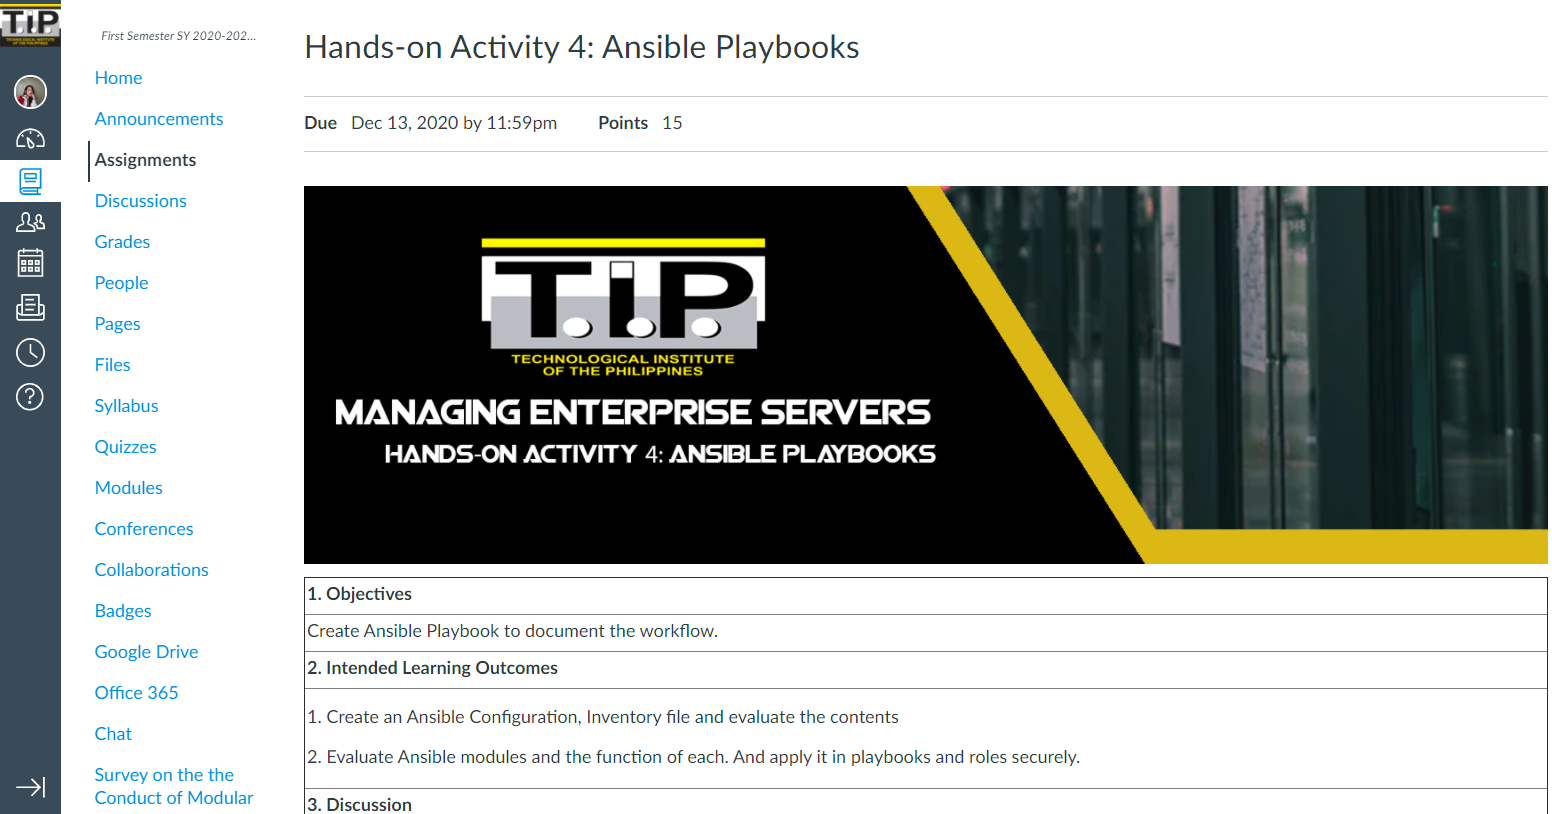 T.I.P
TECHNOLOGICAL INSTITUTE
OF THE PHILIPPINES
First Semester SY 2020-202...
Home
Announcements
Assignments
Discussions
Grades
People
Pages
Files
Syllabus
Quizzes
Modules
Conferences
Collaborations
Badges
Google Drive
Office 365
Chat
Survey on the the
Conduct of Modular
Hands-on Activity 4: Ansible Playbooks
Due Dec 13, 2020 by 11:59pm Points 15
T.I.P.
TECHNOLOGICAL INSTITUTE
OF THE PHILIPPINES
MANAGING ENTERPRISE SERVERS
HANDS-ON ACTIVITY 4: ANSIBLE PLAYBOOKS
1. Objectives
Create Ansible Playbook to document the workflow.
2. Intended Learning Outcomes
1. Create an Ansible Configuration, Inventory file and evaluate the contents
2. Evaluate Ansible modules and the function of each. And apply it in playbooks and roles securely.
3. Discussion